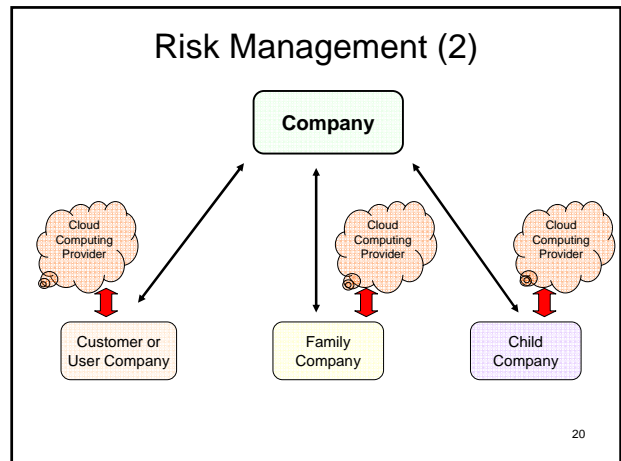 Risk Management (2)
Company
Cloud
Computing
Provider
Cloud
Computing
Provider
Cloud
Computing
Provider
Customer or
User Company
Family
Company
Child
Company
20